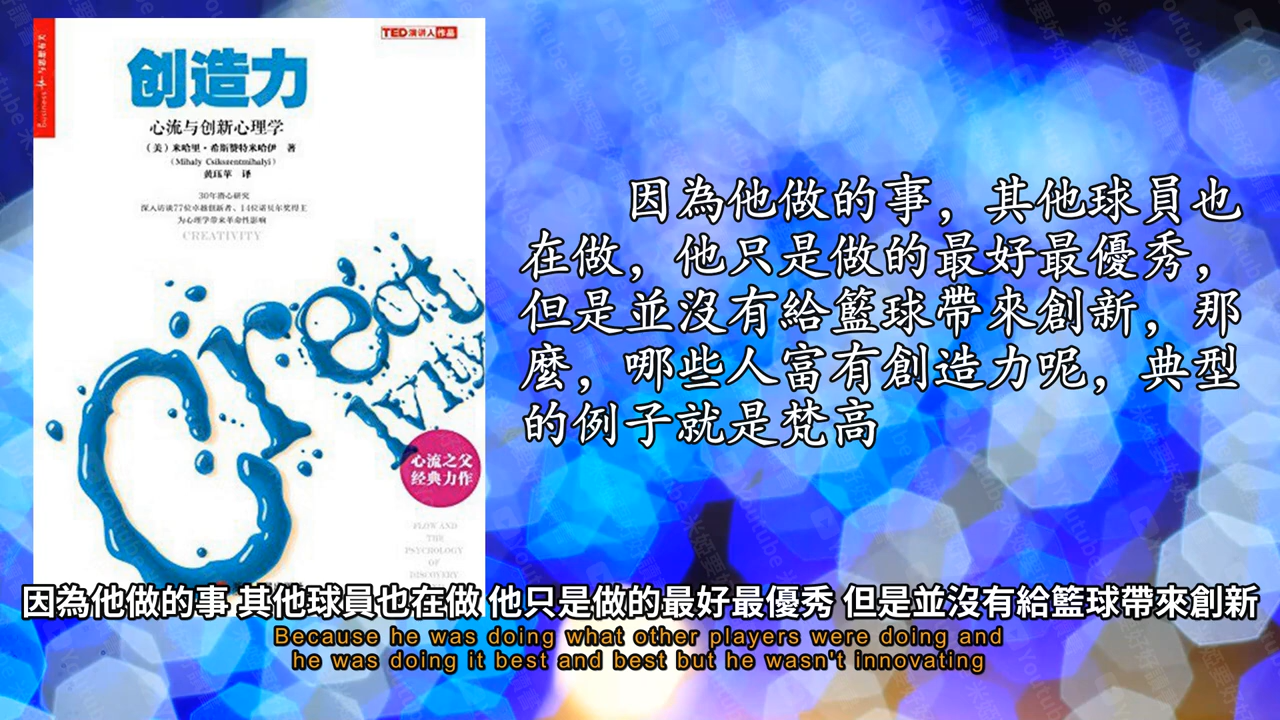 TED演讲人作品
business
创造力
心流与创新心理学
（美）米哈里·希斯赞特米哈伊 著
（Mihaly Csikszentmihalyi）
黄珏苹 译
30年潜心研究
深入访谈77位卓越创新者、14位诺贝尔奖得主
为心理学带来革命性影响
CREATIVITY
Creativity
心流之父
经典力作
FLOW AND
THE
PSYCHOLOGY
OF
DISCOVERY
因為他做的事，其他球員也
在做，他只是做的最好最優秀，
但是並沒有給籃球帶來創新，那
麼，哪些人富有創造力呢，典型
的例子就是梵高
因為他做的事 其他球員也在做 他只是做的最好最優秀 但是並沒有給籃球帶來創新
Because he was doing what other players were doing and
he was doing it best and best but he wasn't innovating